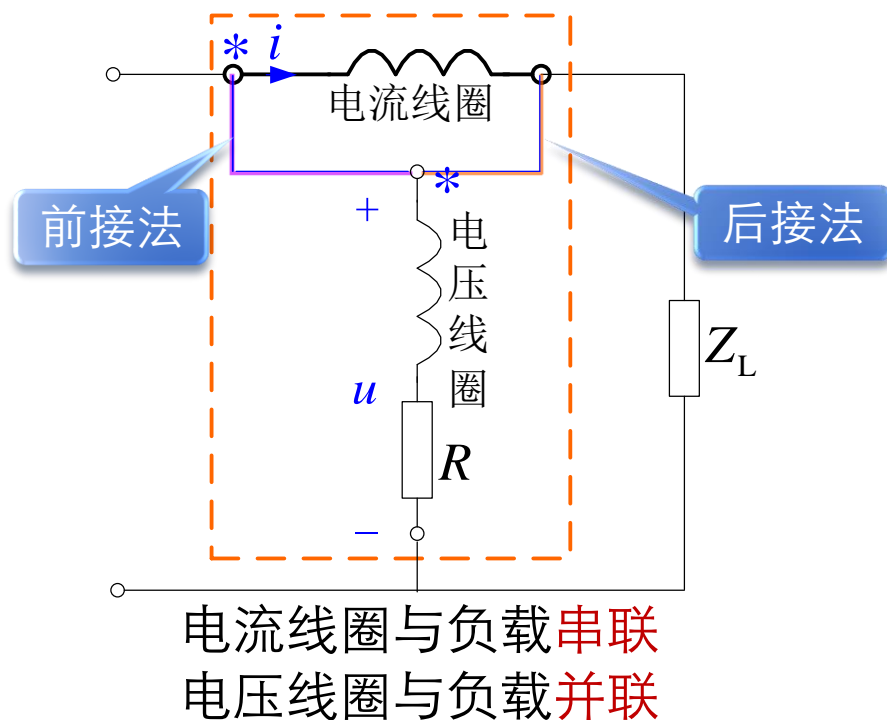 * i
电流线圈
前接法
*
后接法
+
电压线圈
u
R
−
Z_L
电流线圈与负载串联
电压线圈与负载并联